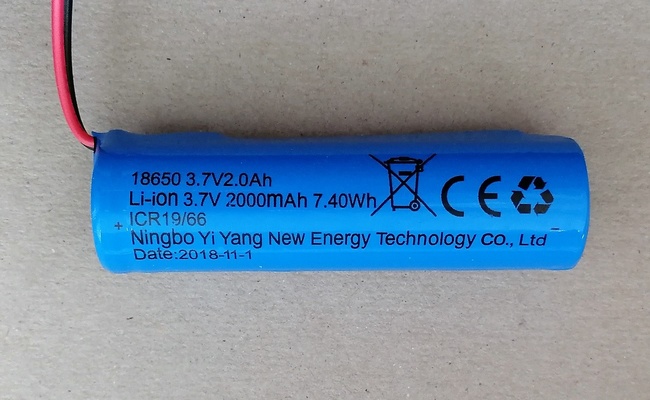 18650 3.7V2.0Ah
Li-ion 3.7V 2000mAh 7.40Wh
ICR19/66
+ -
Ningbo Yi Yang New Energy Technology CO., Ltd
Date:2018-11-1
CE